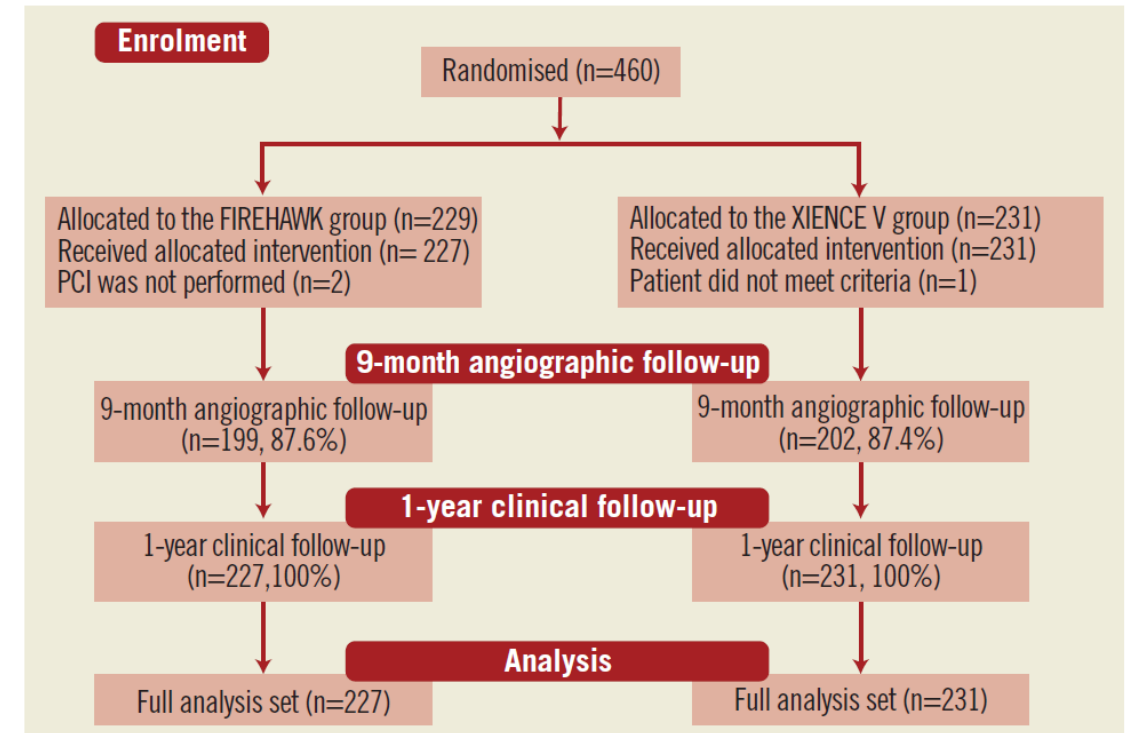 Enrolment
Randomised (n=460)
Allocated to the FIREHAWK group (n=229)
Received allocated intervention (n= 227)
PCI was not performed (n=2)
Allocated to the XIENCE V group (n=231)
Received allocated intervention (n=231)
Patient did not meet criteria (n=1)
9-month angiographic follow-up
9-month angiographic follow-up
(n=199, 87.6%)
9-month angiographic follow-up
(n=202, 87.4%)
1-year clinical follow-up
1-year clinical follow-up
(n=227,100%)
1-year clinical follow-up
(n=231, 100%)
Analysis
Full analysis set (n=227)
Full analysis set (n=231)